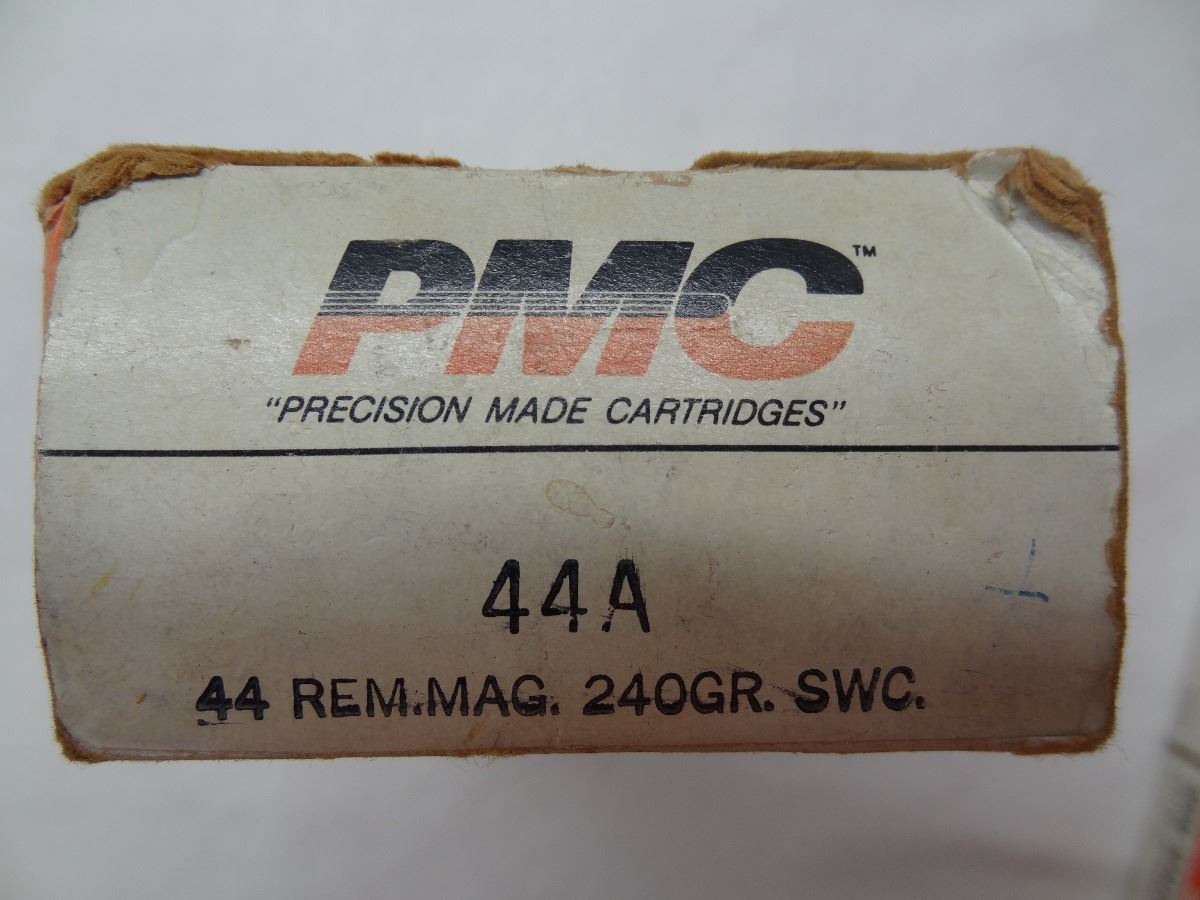 PMC™
"PRECISION MADE CARTRIDGES"
44A
44 REM.MAG. 240GR. SWC.